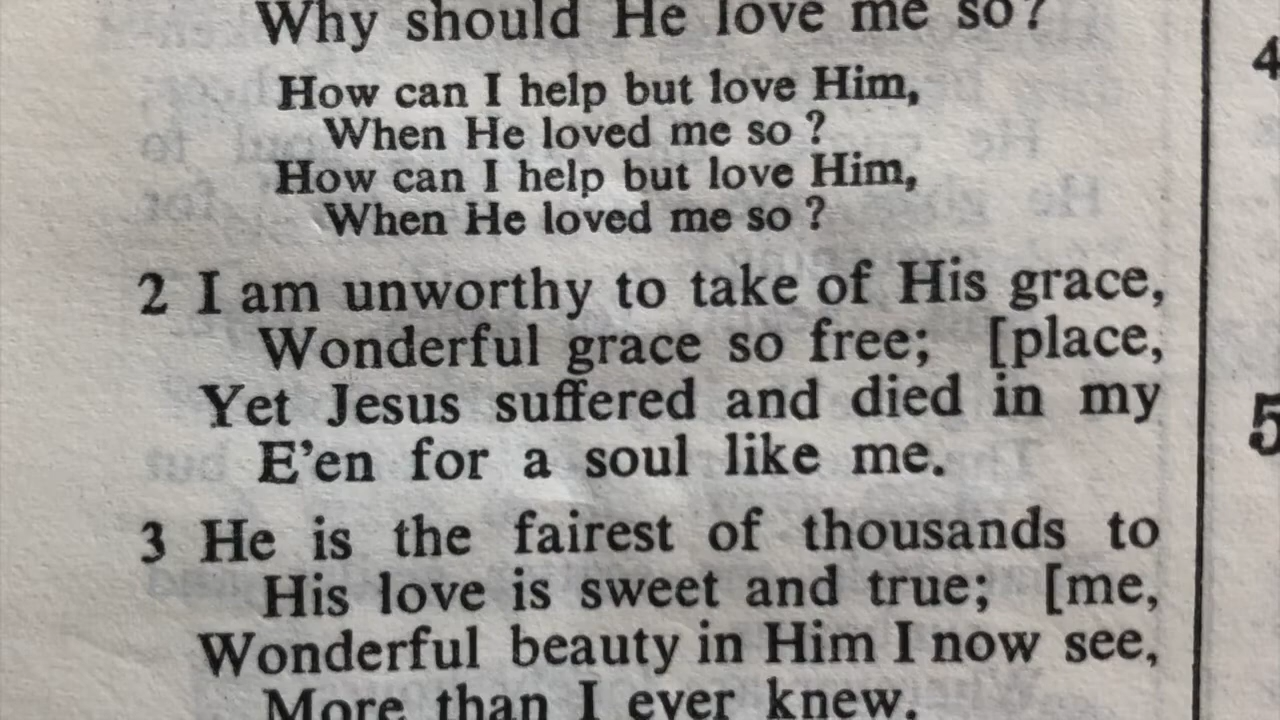 Why should He love me so?
How can I help but love Him,
When He loved me so ?
How can I help but love Him,
When He loved me so ?
2 I am unworthy to take of His grace,
Wonderful grace so free; [place,
Yet Jesus suffered and died in my
E'en for a soul like me.
3 He is the fairest of thousands to
His love is sweet and true; [me,
Wonderful beauty in Him I now see,
More than I ever knew.
4
5